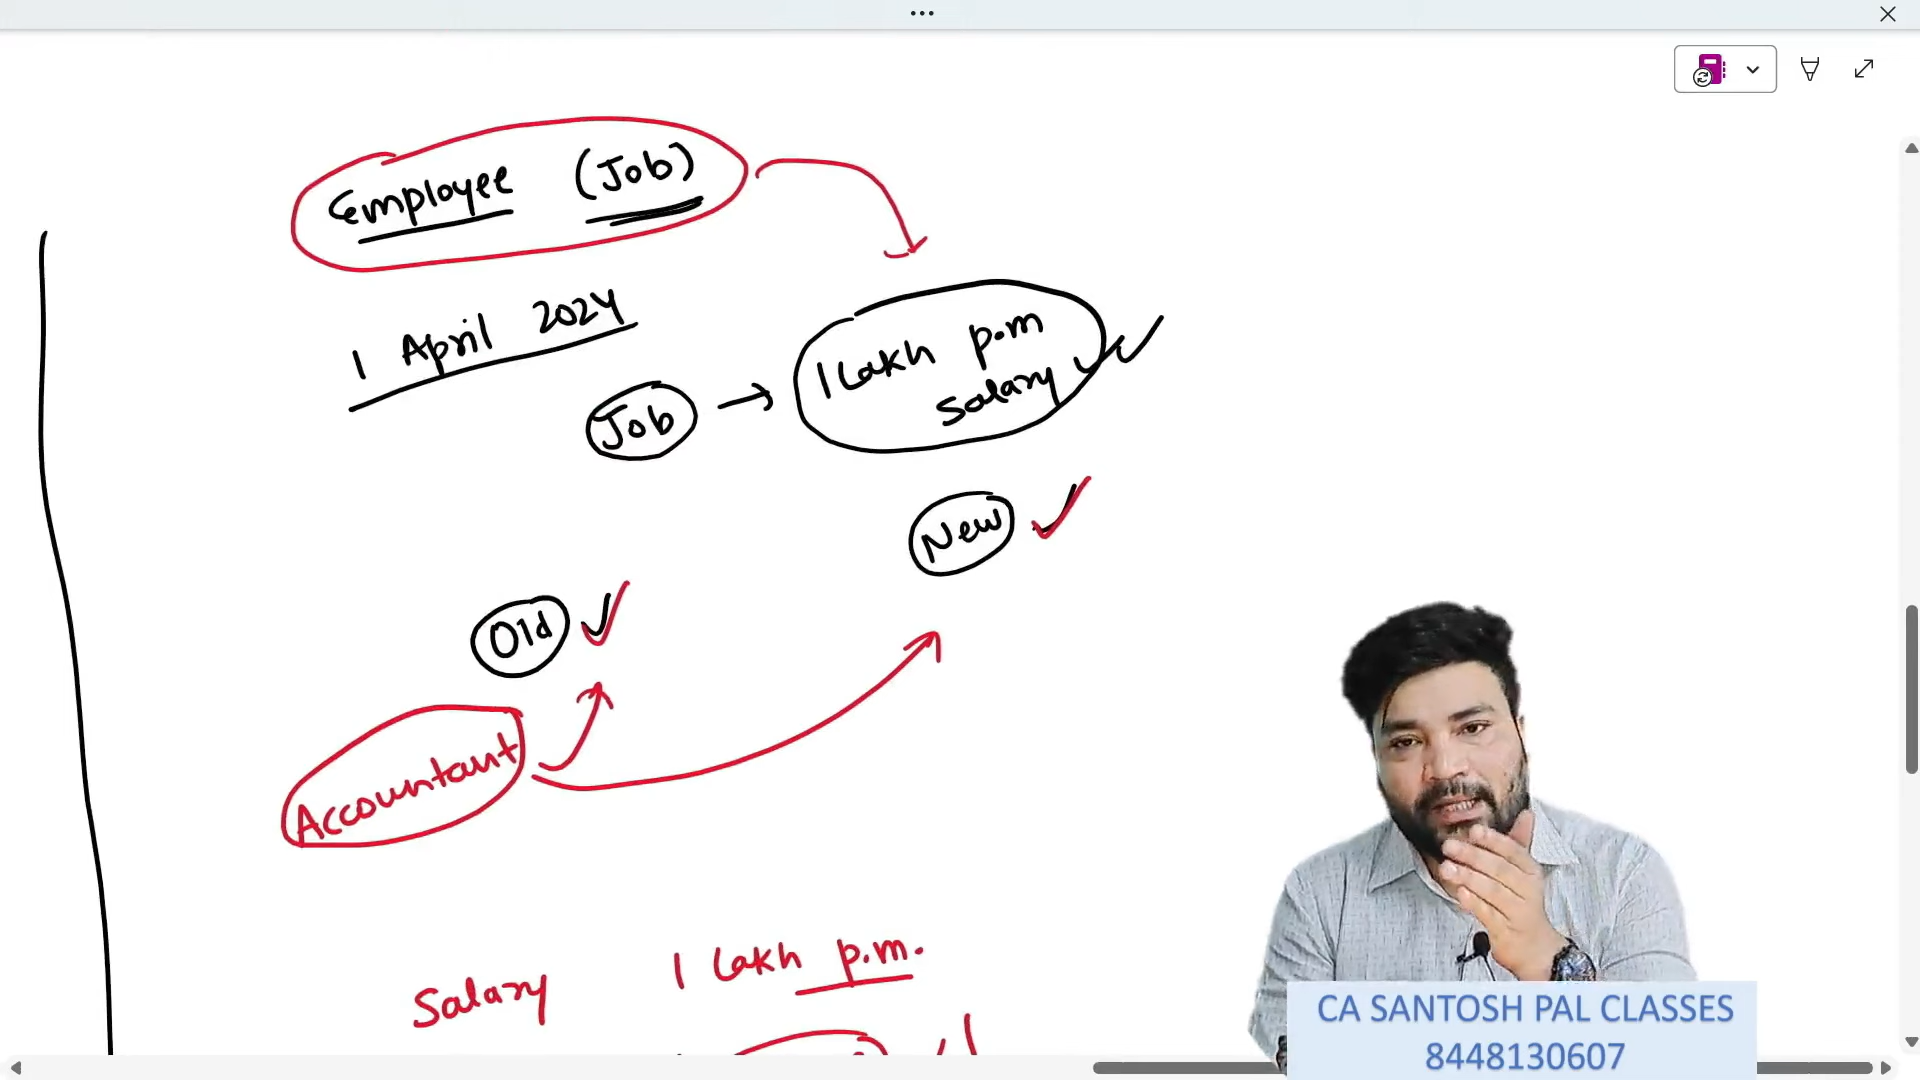 Employee (Job)
1 April 2024
Job → 1 Lakh p.m
Salary
New
Old
Accountant
Salary 1 Lakh p.m.
CA SANTOSH PAL CLASSES
8448130607